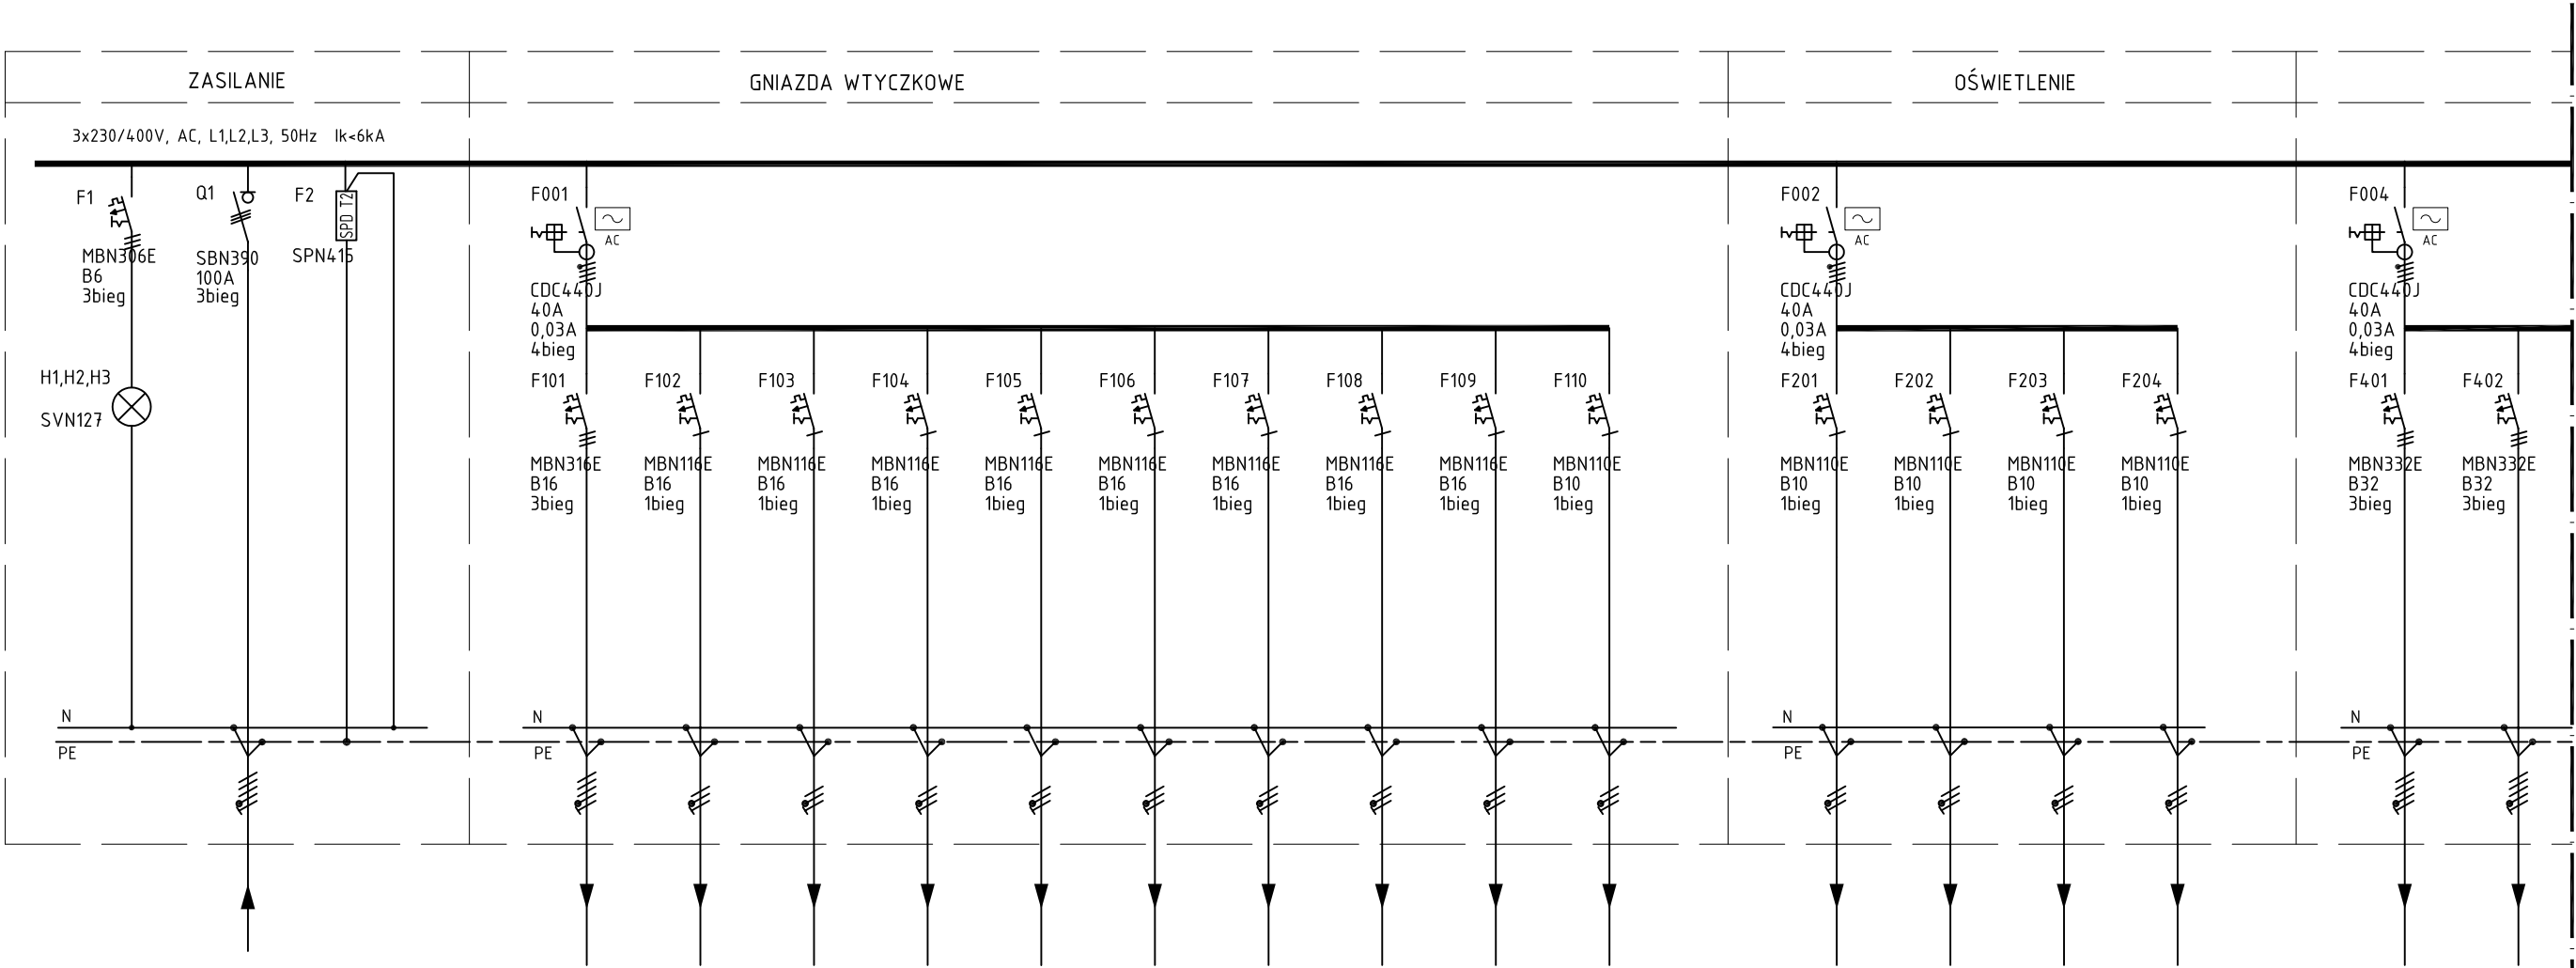 ZASILANIE
GNIAZDA WTYCZKOWE
OŚWIETLENIE
3x230/400V, AC, L1,L2,L3, 50Hz Ik<6kA
F1
MBN306E
B6
3bieg
H1,H2,H3
SVN127
Q1
SBN390
100A
3bieg
F2
SPD T2
SPN415
N
PE
F001
AC
CDC440J
40A
0,03A
4bieg
F101
MBN316E
B16
3bieg
F102
MBN116E
B16
1bieg
F103
MBN116E
B16
1bieg
F104
MBN116E
B16
1bieg
F105
MBN116E
B16
1bieg
F106
MBN116E
B16
1bieg
F107
MBN116E
B16
1bieg
F108
MBN116E
B16
1bieg
F109
MBN116E
B16
1bieg
F110
MBN110E
B10
1bieg
N
PE
F002
AC
CDC440J
40A
0,03A
4bieg
F201
MBN110E
B10
1bieg
F202
MBN110E
B10
1bieg
F203
MBN110E
B10
1bieg
F204
MBN110E
B10
1bieg
N
PE
F004
AC
CDC440J
40A
0,03A
4bieg
F401
MBN332E
B32
3bieg
F402
MBN332E
B32
3bieg
N
PE